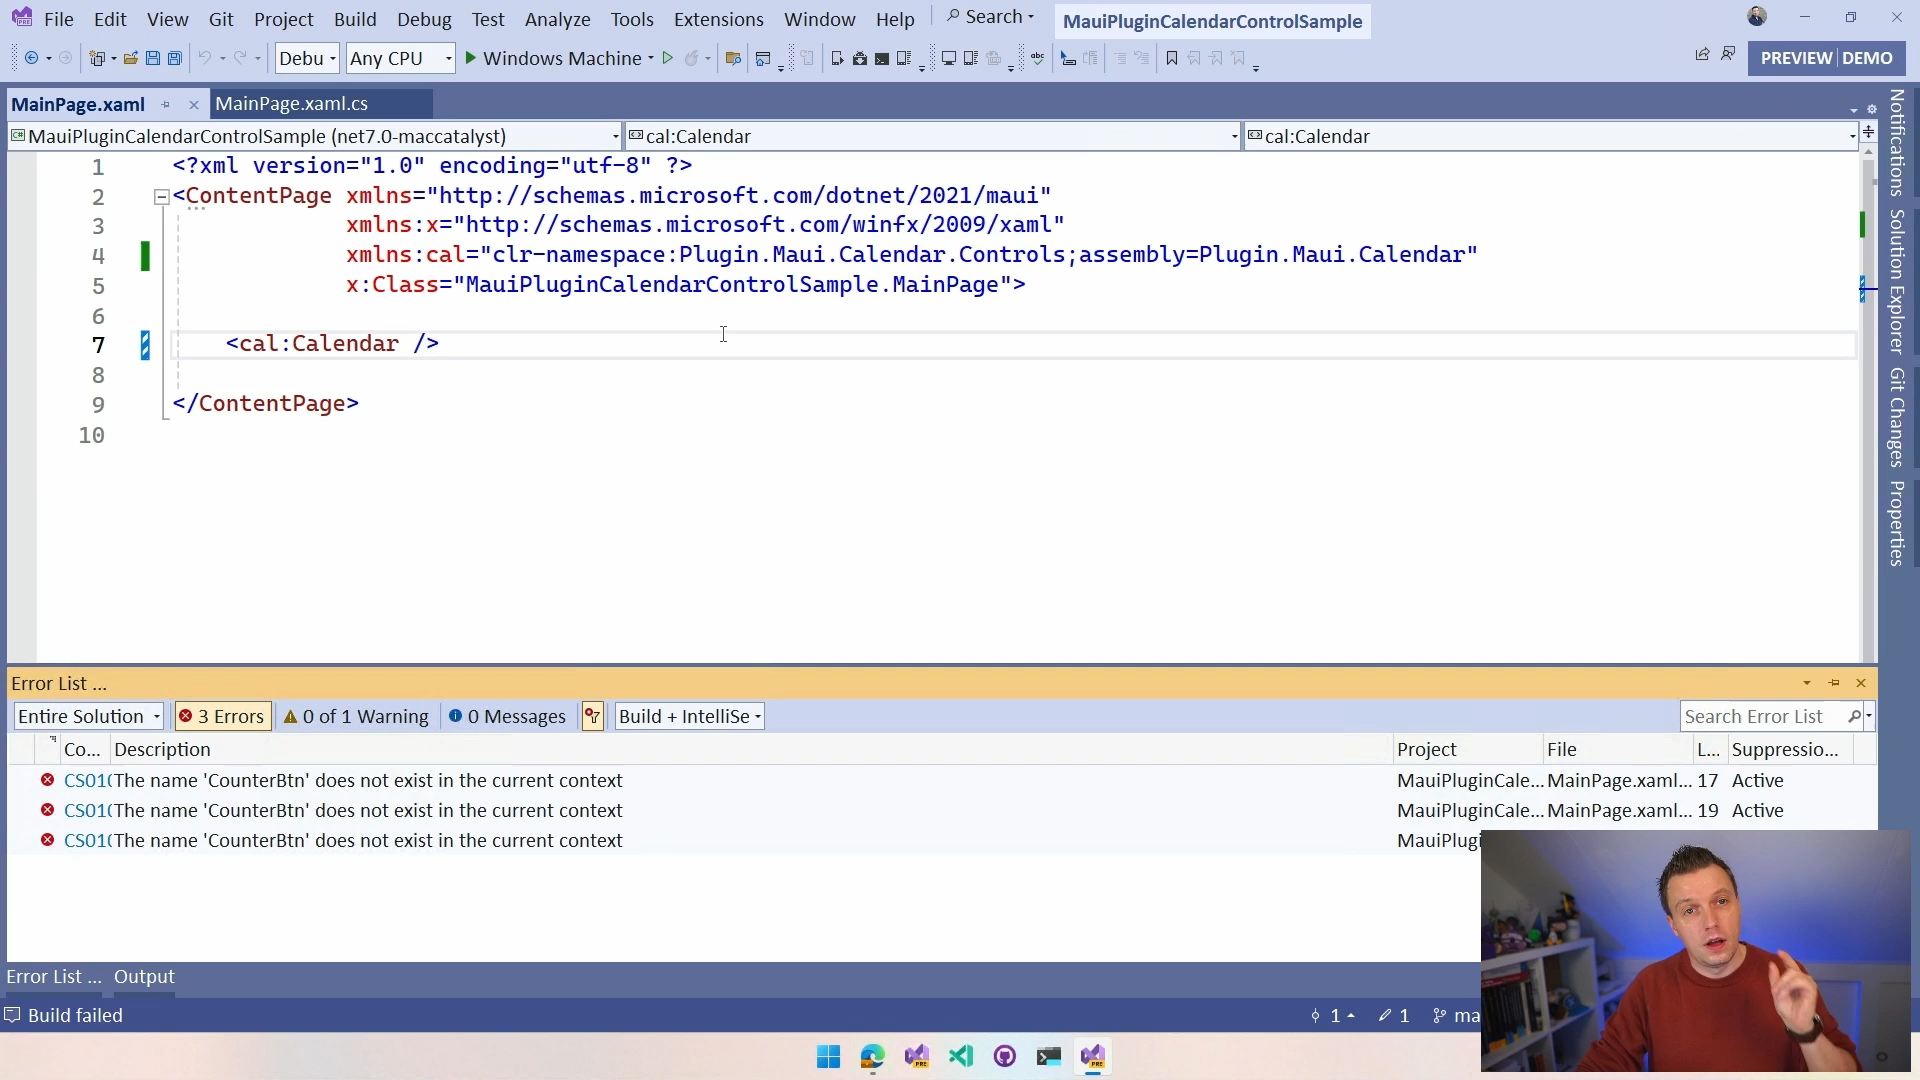 File Edit View Git Project Build Debug Test Analyze Tools Extensions Window Help Search MauiPluginCalendarControlSample
Debu Any CPU Windows Machine PREVIEW DEMO
MainPage.xaml MainPage.xaml.cs
MauiPluginCalendarControlSample (net7.0-maccatalyst) cal:Calendar cal:Calendar
1 <?xml version="1.0" encoding="utf-8" ?>
2 <ContentPage xmlns="http://schemas.microsoft.com/dotnet/2021/maui"
3 xmlns:x="http://schemas.microsoft.com/winfx/2009/xaml"
4 xmlns:cal="clr-namespace:Plugin.Maui.Calendar.Controls;assembly=Plugin.Maui.Calendar"
5 x:Class="MauiPluginCalendarControlSample.MainPage">
6
7 <cal:Calendar />
8
9 </ContentPage>
10
Notifications
Solution Explorer
Git Changes
Properties
Error List ...
Entire Solution 3 Errors 0 of 1 Warning 0 Messages Build + IntelliSe Search Error List
Co... Description Project File L... Suppressio...
CS010 The name 'CounterBtn' does not exist in the current context MauiPluginCale... MainPage.xaml... 17 Active
CS010 The name 'CounterBtn' does not exist in the current context MauiPluginCale... MainPage.xaml... 19 Active
CS010 The name 'CounterBtn' does not exist in the current context MauiPlugi
Error List ... Output
Build failed 1 1 ma